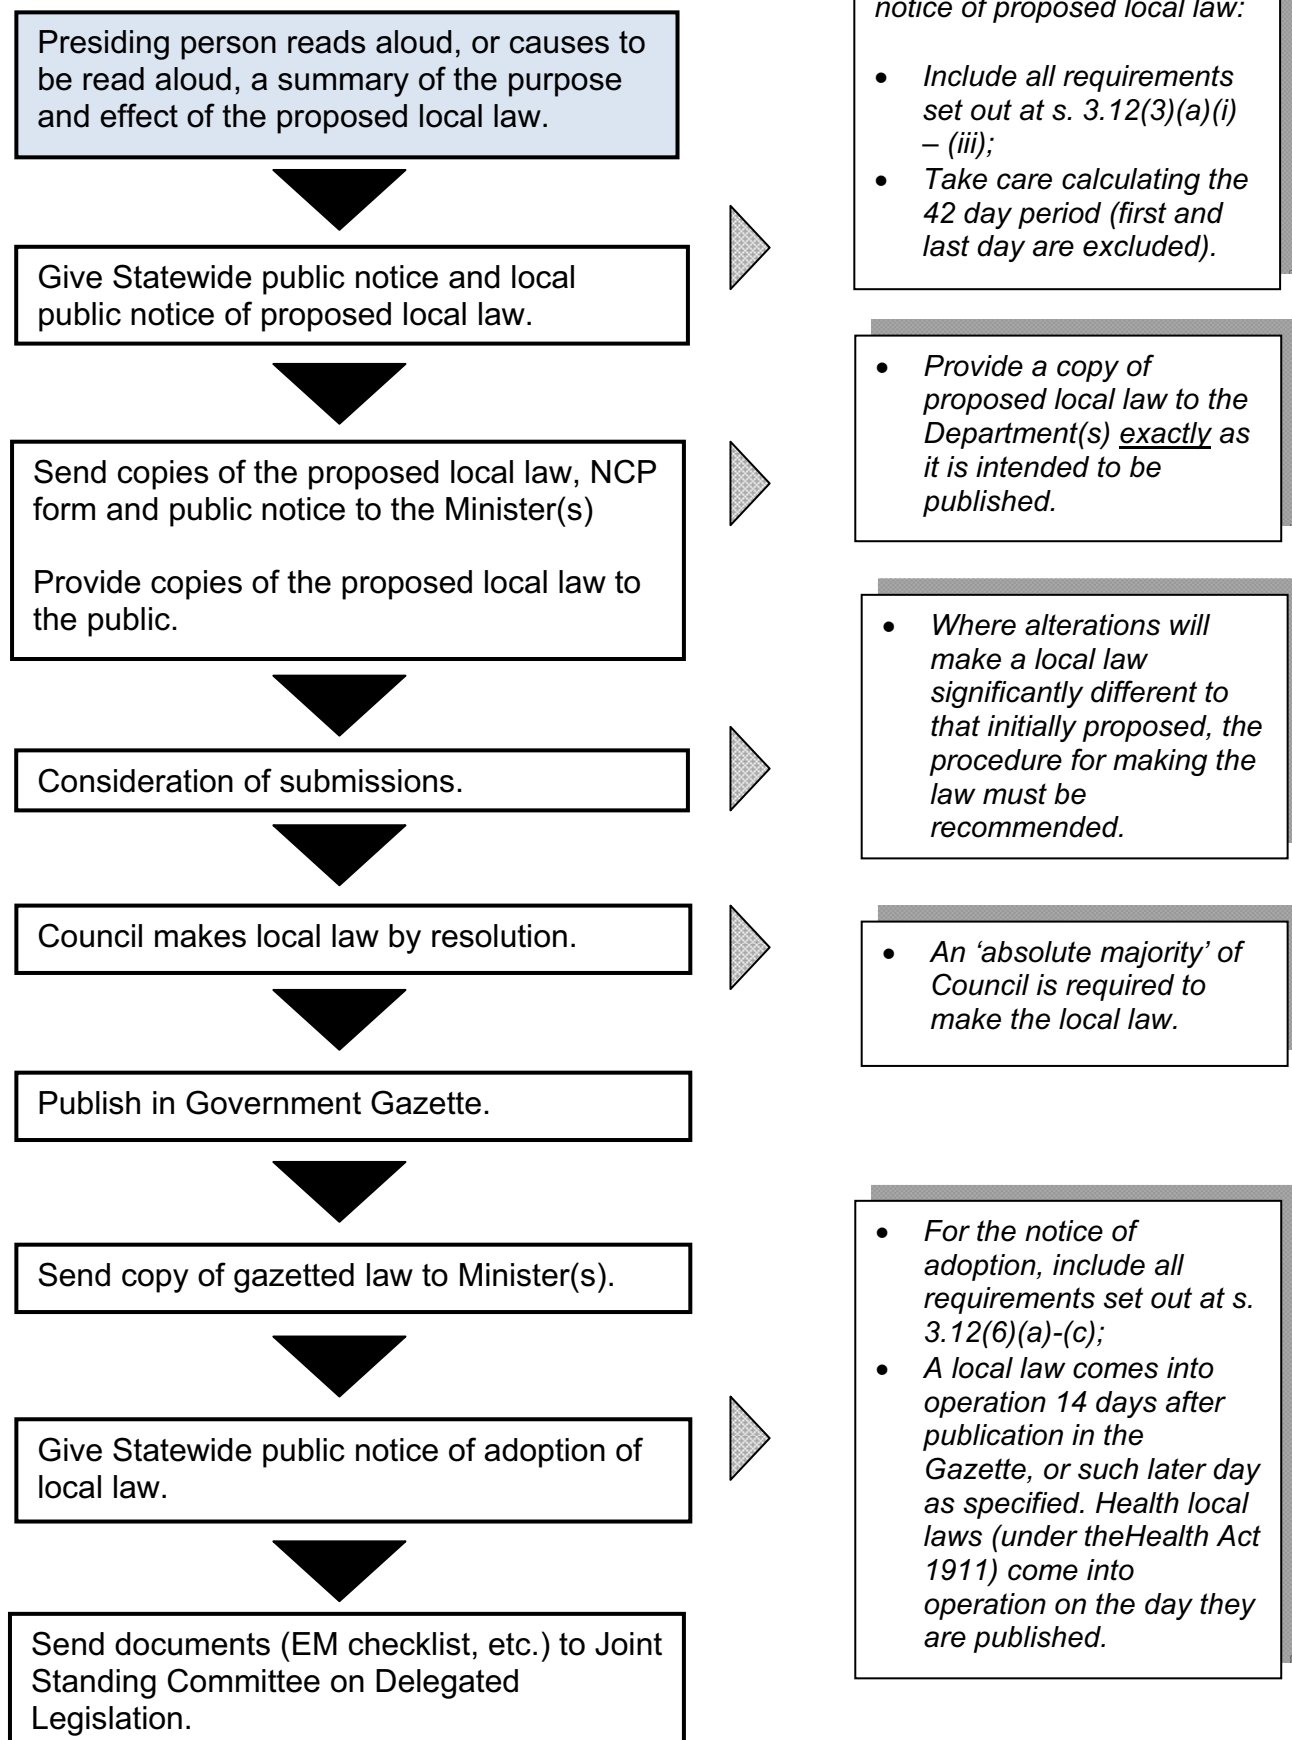 Presiding person reads aloud, or causes to
be read aloud, a summary of the purpose
and effect of the proposed local law.
Give Statewide public notice and local
public notice of proposed local law.
notice of proposed local law:
• Include all requirements
set out at s. 3.12(3)(a)(i)
– (iii);
• Take care calculating the
42 day period (first and
last day are excluded).
Send copies of the proposed local law, NCP
form and public notice to the Minister(s)
Provide copies of the proposed local law to
the public.
• Provide a copy of
proposed local law to the
Department(s) exactly as
it is intended to be
published.
Consideration of submissions.
• Where alterations will
make a local law
significantly different to
that initially proposed, the
procedure for making the
law must be
recommended.
Council makes local law by resolution.
• An ‘absolute majority’ of
Council is required to
make the local law.
Publish in Government Gazette.
Send copy of gazetted law to Minister(s).
Give Statewide public notice of adoption of
local law.
• For the notice of
adoption, include all
requirements set out at s.
3.12(6)(a)-(c);
• A local law comes into
operation 14 days after
publication in the
Gazette, or such later day
as specified. Health local
laws (under theHealth Act
1911) come into
operation on the day they
are published.
Send documents (EM checklist, etc.) to Joint
Standing Committee on Delegated
Legislation.